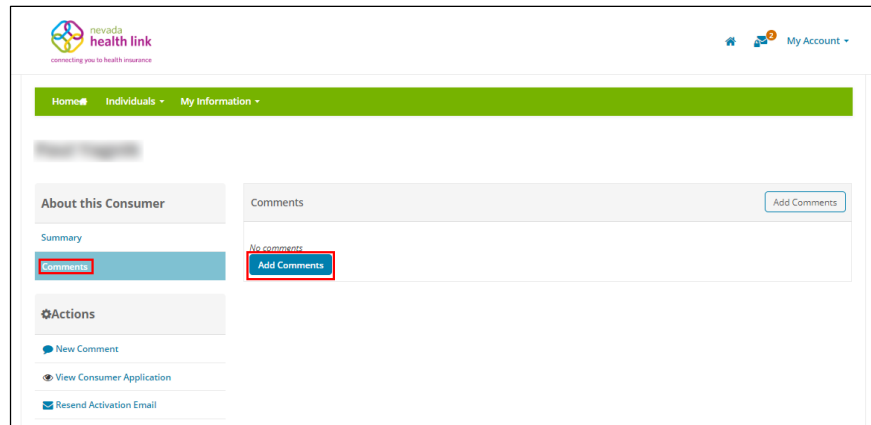 nevada
health link
connecting you to health insurance
2
My Account
Home
Individuals
My Information
About this Consumer
Summary
Comments
Actions
New Comment
View Consumer Application
Resend Activation Email
Comments
Add Comments
No comments
Add Comments